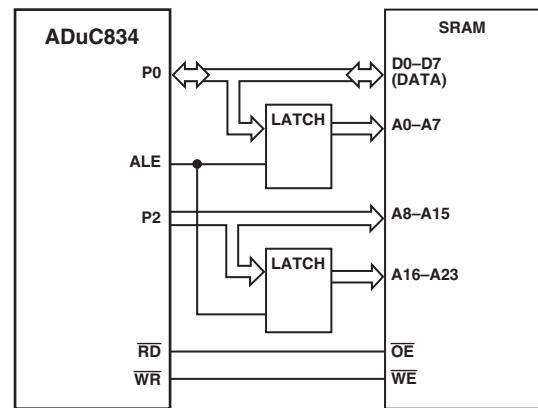 ADuC834
SRAM
P0
D0–D7
(DATA)
LATCH
A0–A7
ALE
P2
A8–A15
LATCH
A16–A23
RD
OE
WR
WE